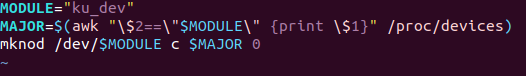 MODULE="ku_dev"
MAJOR=$(awk "\$2==\"$MODULE\" {print \$1}" /proc/devices)
mknod /dev/$MODULE c $MAJOR 0
~